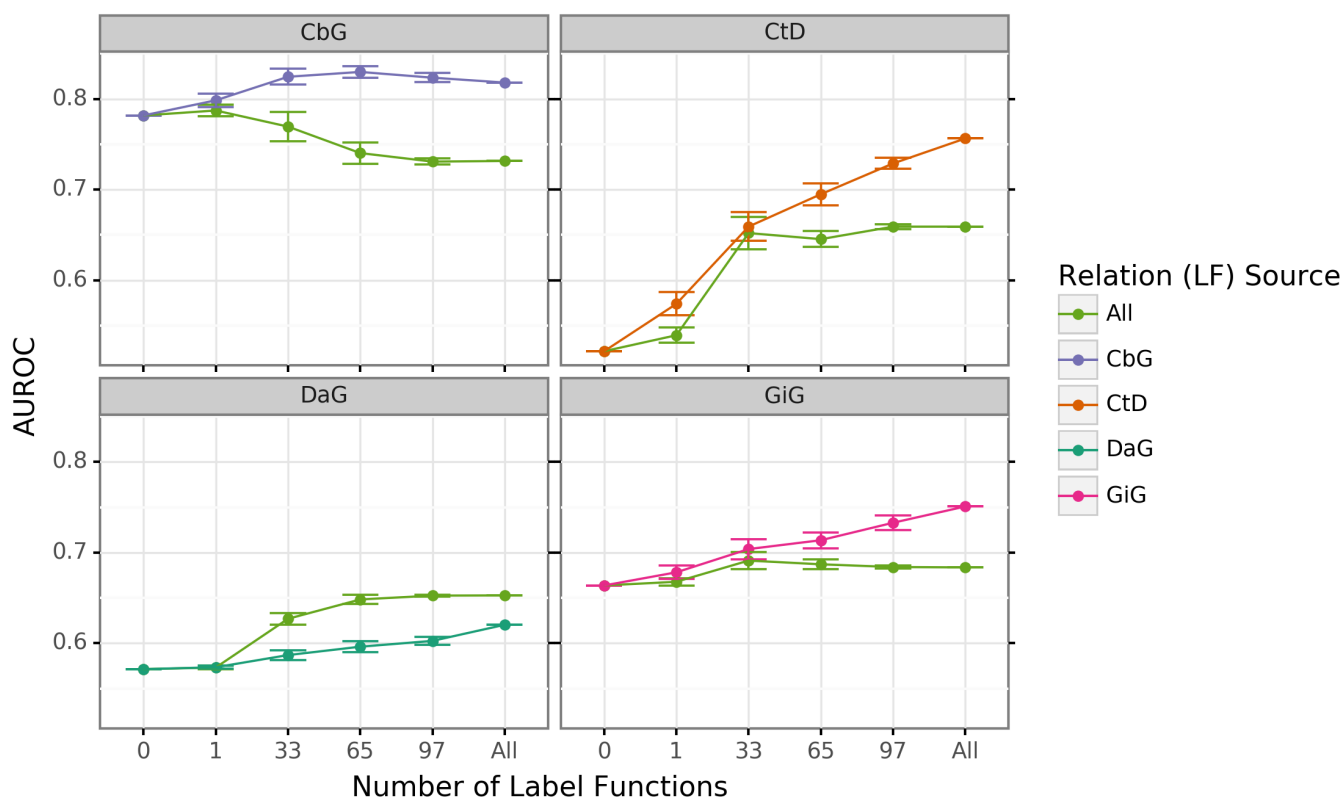 CbG
CtD
0.8
0.7
0.6
DaG
GiG
0.8
0.7
0.6
0 1 33 65 97 All
0 1 33 65 97 All
Number of Label Functions
AUROC
Relation (LF) Source
All
CbG
CtD
DaG
GiG